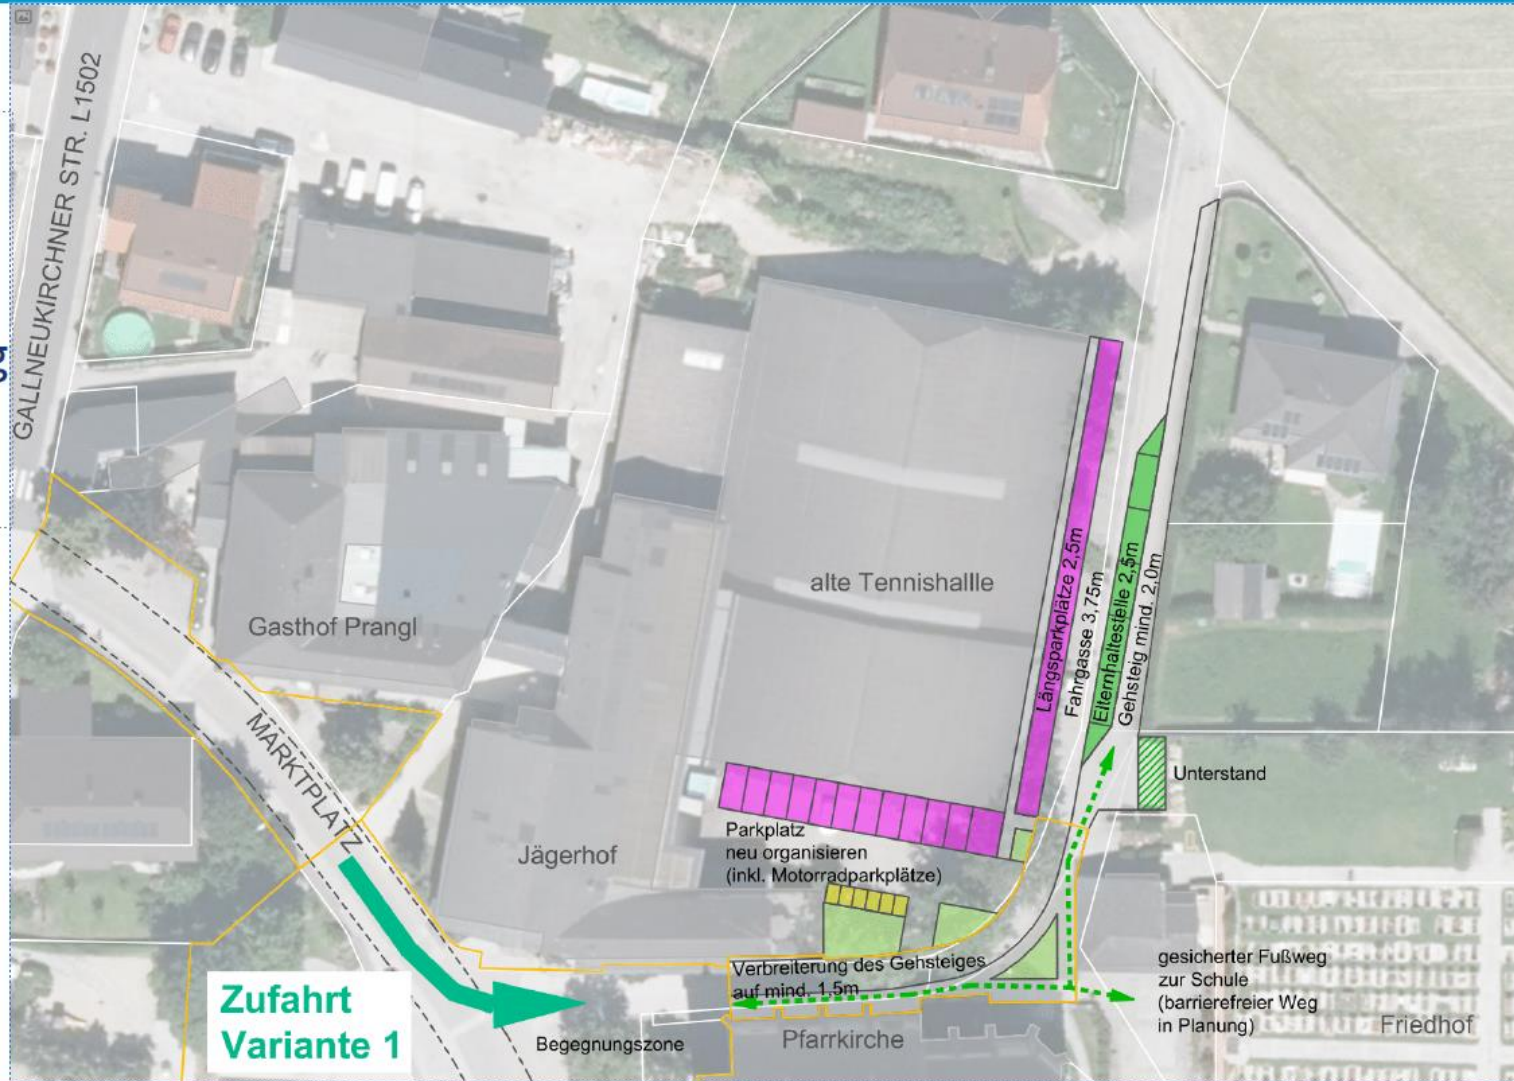 GALLNEUKIRCHNER STR. L1502
alte Tennishallle
Längsparkplätze 2,5m
Fahrgasse 3,75m
Elternhaltestelle 2,5m
Gehsteig mind. 2,0m
Gasthof Prangl
MARKTPLATZ
Unterstand
Jägerhof
Parkplatz
neu organisieren
(inkl. Motorradparkplätze)
Verbreiterung des Gehsteiges
auf mind. 1,5m
gesicherter Fußweg
zur Schule
(barrierefreier Weg
in Planung)
Friedhof
Zufahrt
Variante 1
Begegnungszone
Pfarrkirche